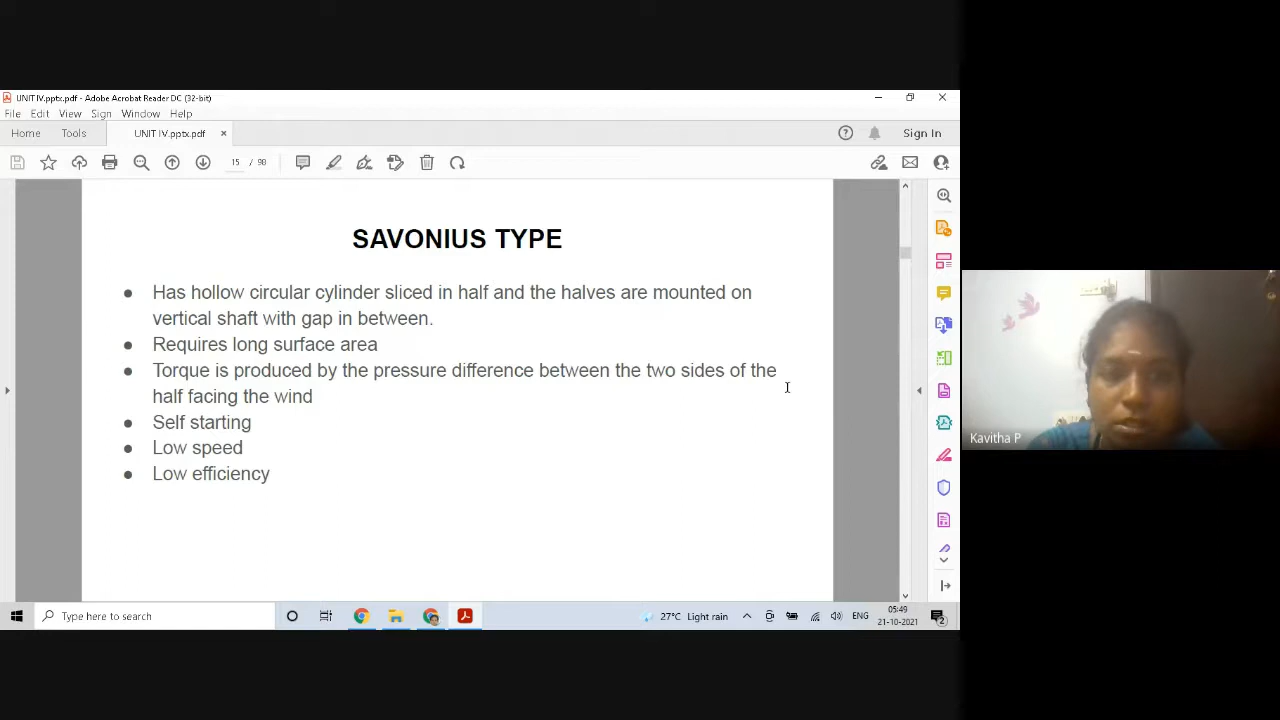 UNIT IV.pptx.pdf - Adobe Acrobat Reader DC (32-bit)
File Edit View Sign Window Help
Home Tools UNIT IV.pptx.pdf × Sign In
15 / 90
SAVONIUS TYPE
● Has hollow circular cylinder sliced in half and the halves are mounted on
vertical shaft with gap in between.
● Requires long surface area
● Torque is produced by the pressure difference between the two sides of the
half facing the wind
● Self starting
● Low speed
● Low efficiency
Kavitha P
Type here to search
27°C Light rain
ENG
05:49
21-10-2021
2